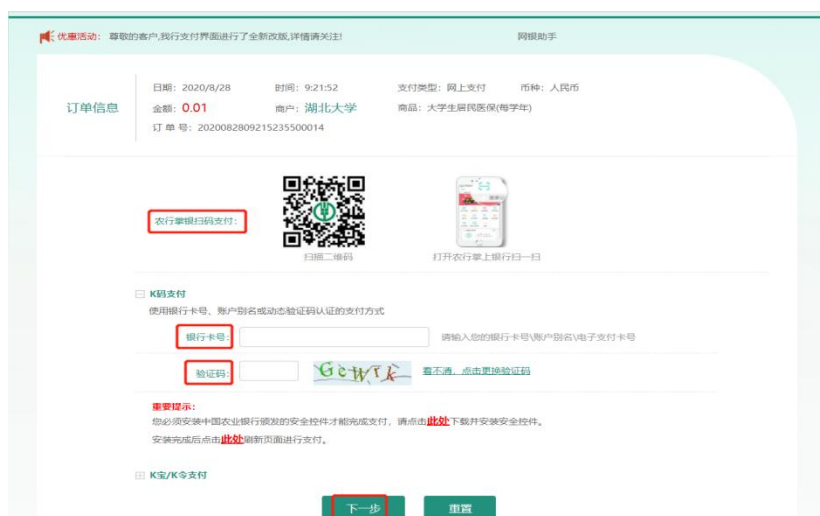 优惠活动：尊敬的客户,我行支付界面进行了全新改版,详情请关注!
网银助手
订单信息
日期：2020/8/28 时间：9:21:52 支付类型：网上支付 币种：人民币
金额：0.01 商户：湖北大学 商品：大学生居民医保(每学年)
订 单 号：2020082809215235500014
农行掌银扫码支付：
扫描二维码
打开农行掌上银行扫一扫
K码支付
使用银行卡号、账户别名或动态验证码认证的支付方式
银行卡号：
请输入您的银行卡号\账户别名\电子支付卡号
验证码：
GcWTk
看不清，点击更换验证码
重要提示：
您必须安装中国农业银行颁发的安全控件才能完成支付，请点击此处下载并安装安全控件。
安装完成后点击此处刷新页面进行支付。
K宝/K令支付
下一步
重置